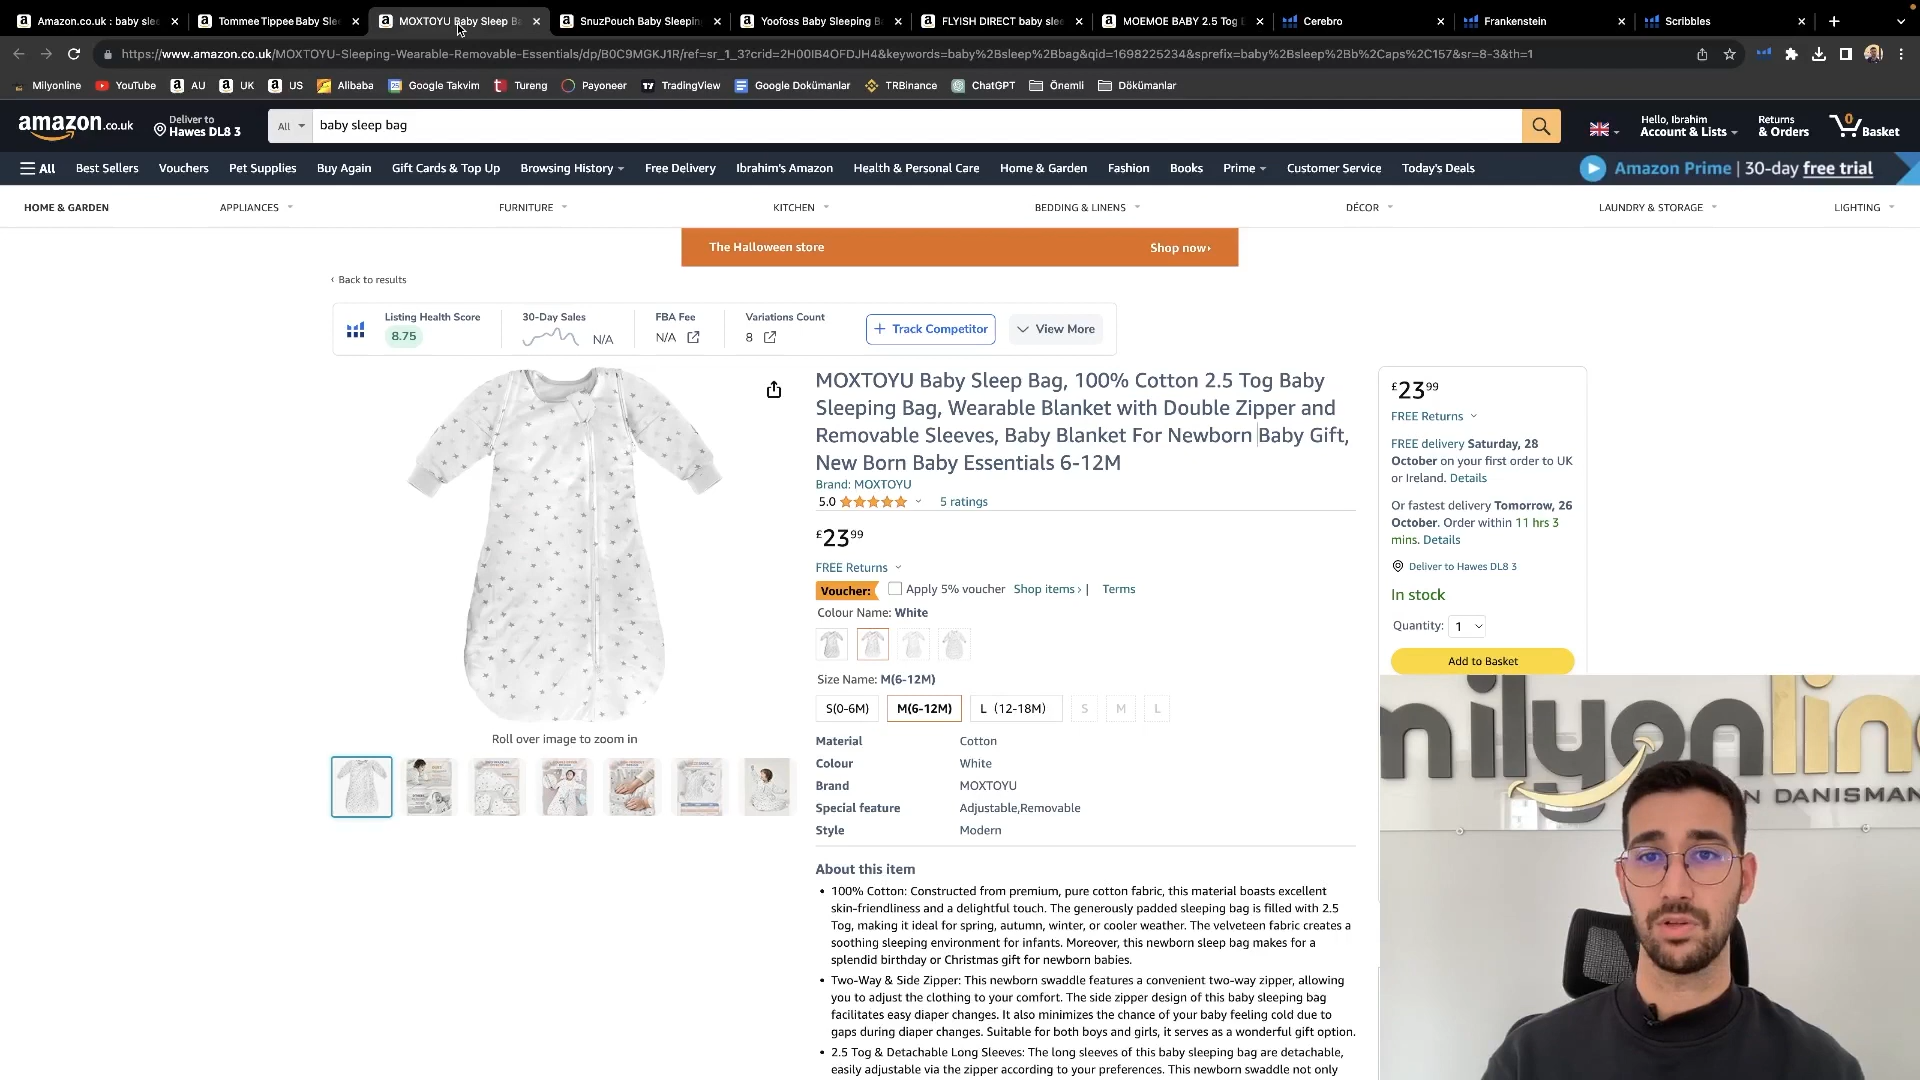 Amazon.co.uk : baby slee
Tommee Tippee Baby Sle
MOXTOYU Baby Sleep Ba
SnuzPouch Baby Sleeping
Yoofoss Baby Sleeping B
FLYISH DIRECT baby slee
MOEMOE BABY 2.5 Tog
Cerebro
Frankenstein
Scribbles
https://www.amazon.co.uk/MOXTOYU-Sleeping-Wearable-Removable-Essentials/dp/B0C9MGKJ1R/ref=sr_1_3?crid=2H00IB4OFDJH4&keywords=baby%2Bsleep%2Bbag&qid=1698225234&sprefix=baby%2Bsleep%2Bb%2Caps%2C157&sr=8-3&th=1
Milyonline
YouTube
AU
UK
US
Alibaba
Google Takvim
Tureng
Payoneer
TradingView
Google Dokümanlar
TRBinance
ChatGPT
Önemli
Dökümanlar
amazon.co.uk
Deliver to
Hawes DL8 3
All
baby sleep bag
Hello, Ibrahim
Account & Lists
Returns
& Orders
0
Basket
All
Best Sellers
Vouchers
Pet Supplies
Buy Again
Gift Cards & Top Up
Browsing History
Free Delivery
Ibrahim's Amazon
Health & Personal Care
Home & Garden
Fashion
Books
Prime
Customer Service
Today's Deals
Amazon Prime | 30-day free trial
HOME & GARDEN
APPLIANCES
FURNITURE
KITCHEN
BEDDING & LINENS
DÉCOR
LAUNDRY & STORAGE
LIGHTING
The Halloween store
Shop now›
‹ Back to results
Listing Health Score
8.75
30-Day Sales
N/A
FBA Fee
N/A
Variations Count
8
+ Track Competitor
View More
MOXTOYU Baby Sleep Bag, 100% Cotton 2.5 Tog Baby
Sleeping Bag, Wearable Blanket with Double Zipper and
Removable Sleeves, Baby Blanket For Newborn Baby Gift,
New Born Baby Essentials 6-12M
Brand: MOXTOYU
5.0
5 ratings
£23.99
FREE Returns
Voucher:
Apply 5% voucher
Shop items ›
|
Terms
Colour Name: White
Size Name: M(6-12M)
S(0-6M)
M(6-12M)
L（12-18M）
S
M
L
Material
Cotton
Colour
White
Brand
MOXTOYU
Special feature
Adjustable,Removable
Style
Modern
About this item
• 100% Cotton: Constructed from premium, pure cotton fabric, this material boasts excellent
skin-friendliness and a delightful touch. The generously padded sleeping bag is filled with 2.5
Tog, making it ideal for spring, autumn, winter, or cooler weather. The velveteen fabric creates a
soothing sleeping environment for infants. Moreover, this newborn sleep bag makes for a
splendid birthday or Christmas gift for newborn babies.
• Two-Way & Side Zipper: This newborn swaddle features a convenient two-way zipper, allowing
you to adjust the clothing to your comfort. The side zipper design of this baby sleeping bag
facilitates easy diaper changes. It also minimizes the chance of your baby feeling cold due to
gaps during diaper changes. Suitable for both boys and girls, it serves as a wonderful gift option.
• 2.5 Tog & Detachable Long Sleeves: The long sleeves of this baby sleeping bag are detachable,
easily adjustable via the zipper according to your preferences. This newborn swaddle not only
Roll over image to zoom in
£23.99
FREE Returns
FREE delivery Saturday, 28
October on your first order to UK
or Ireland. Details
Or fastest delivery Tomorrow, 26
October. Order within 11 hrs 3
mins. Details
Deliver to Hawes DL8 3
In stock
Quantity: 1
Add to Basket
milyonlin
N DANISMAN